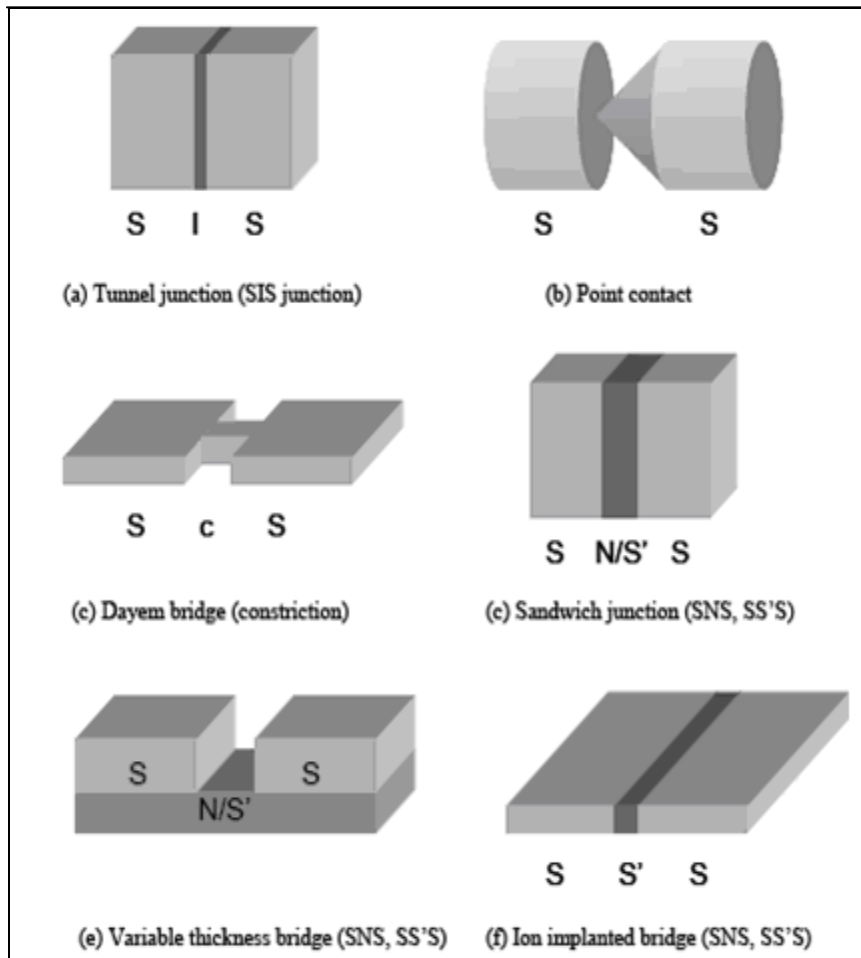 S I S
S S
(a) Tunnel junction (SIS junction)
(b) Point contact
S c S
S N/S’ S
(c) Dayem bridge (constriction)
(c) Sandwich junction (SNS, SS’S)
S S
N/S’
S S’ S
(e) Variable thickness bridge (SNS, SS’S)
(f) Ion implanted bridge (SNS, SS’S)